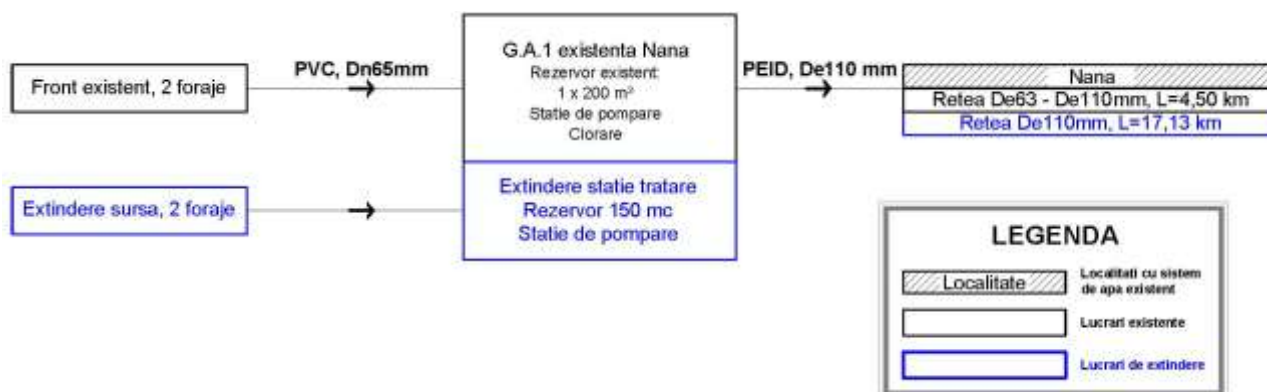 Front existent, 2 foraje
PVC, Dn65mm
G.A.1 existenta Nana
Rezervor existent
1 x 200 m³
Statie de pompare
Clorare
PEID, De110 mm
Nana
Retea De63 - De110mm, L=4,50 km
Retea De110mm, L=17,13 km
Extindere sursa, 2 foraje
Extindere statie tratare
Rezervor 150 mc
Statie de pompare
LEGENDA
Localitate
Localitati cu sistem
de apa existent
Lucrari existente
Lucrari de extindere